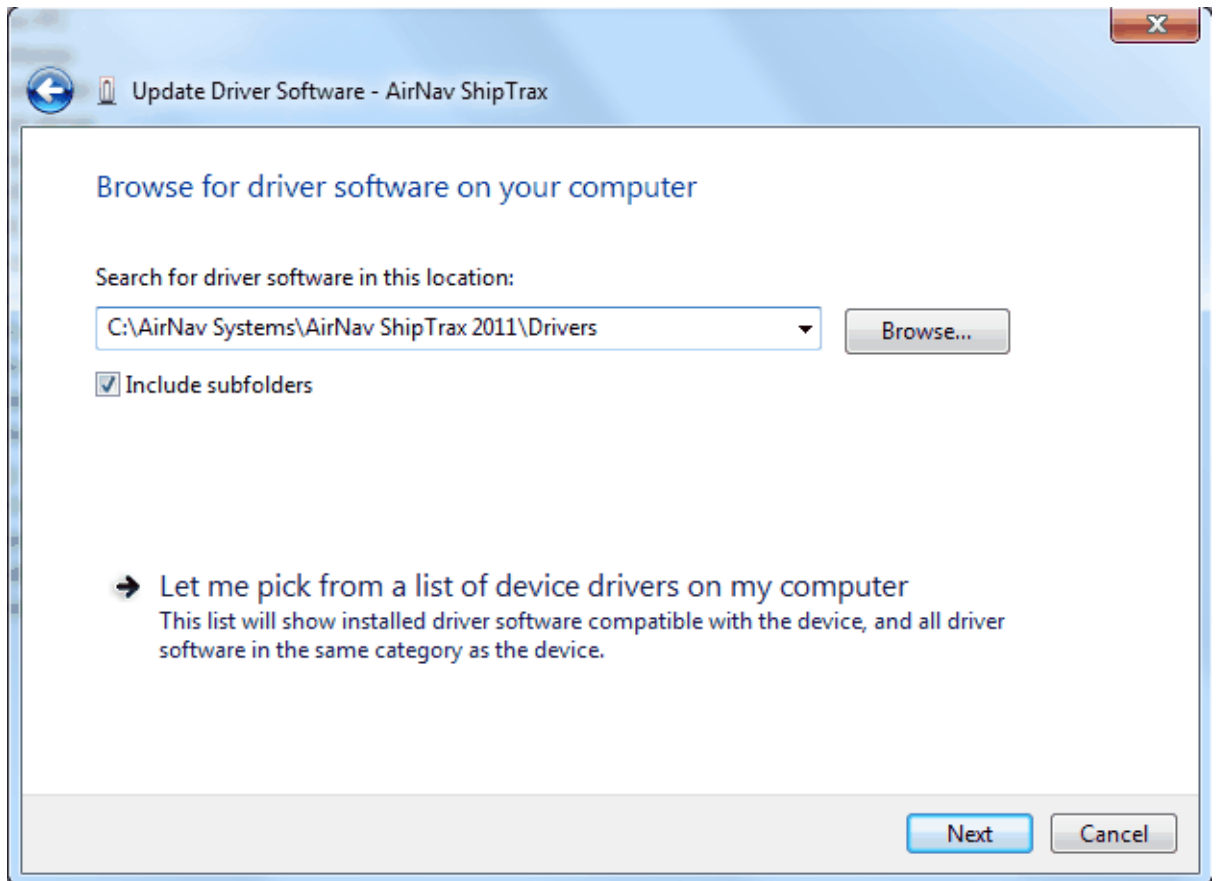 Update Driver Software - AirNav ShipTrax
Browse for driver software on your computer
Search for driver software in this location:
C:\AirNav Systems\AirNav ShipTrax 2011\Drivers
Browse...
Include subfolders
Let me pick from a list of device drivers on my computer
This list will show installed driver software compatible with the device, and all driver
software in the same category as the device.
Next
Cancel